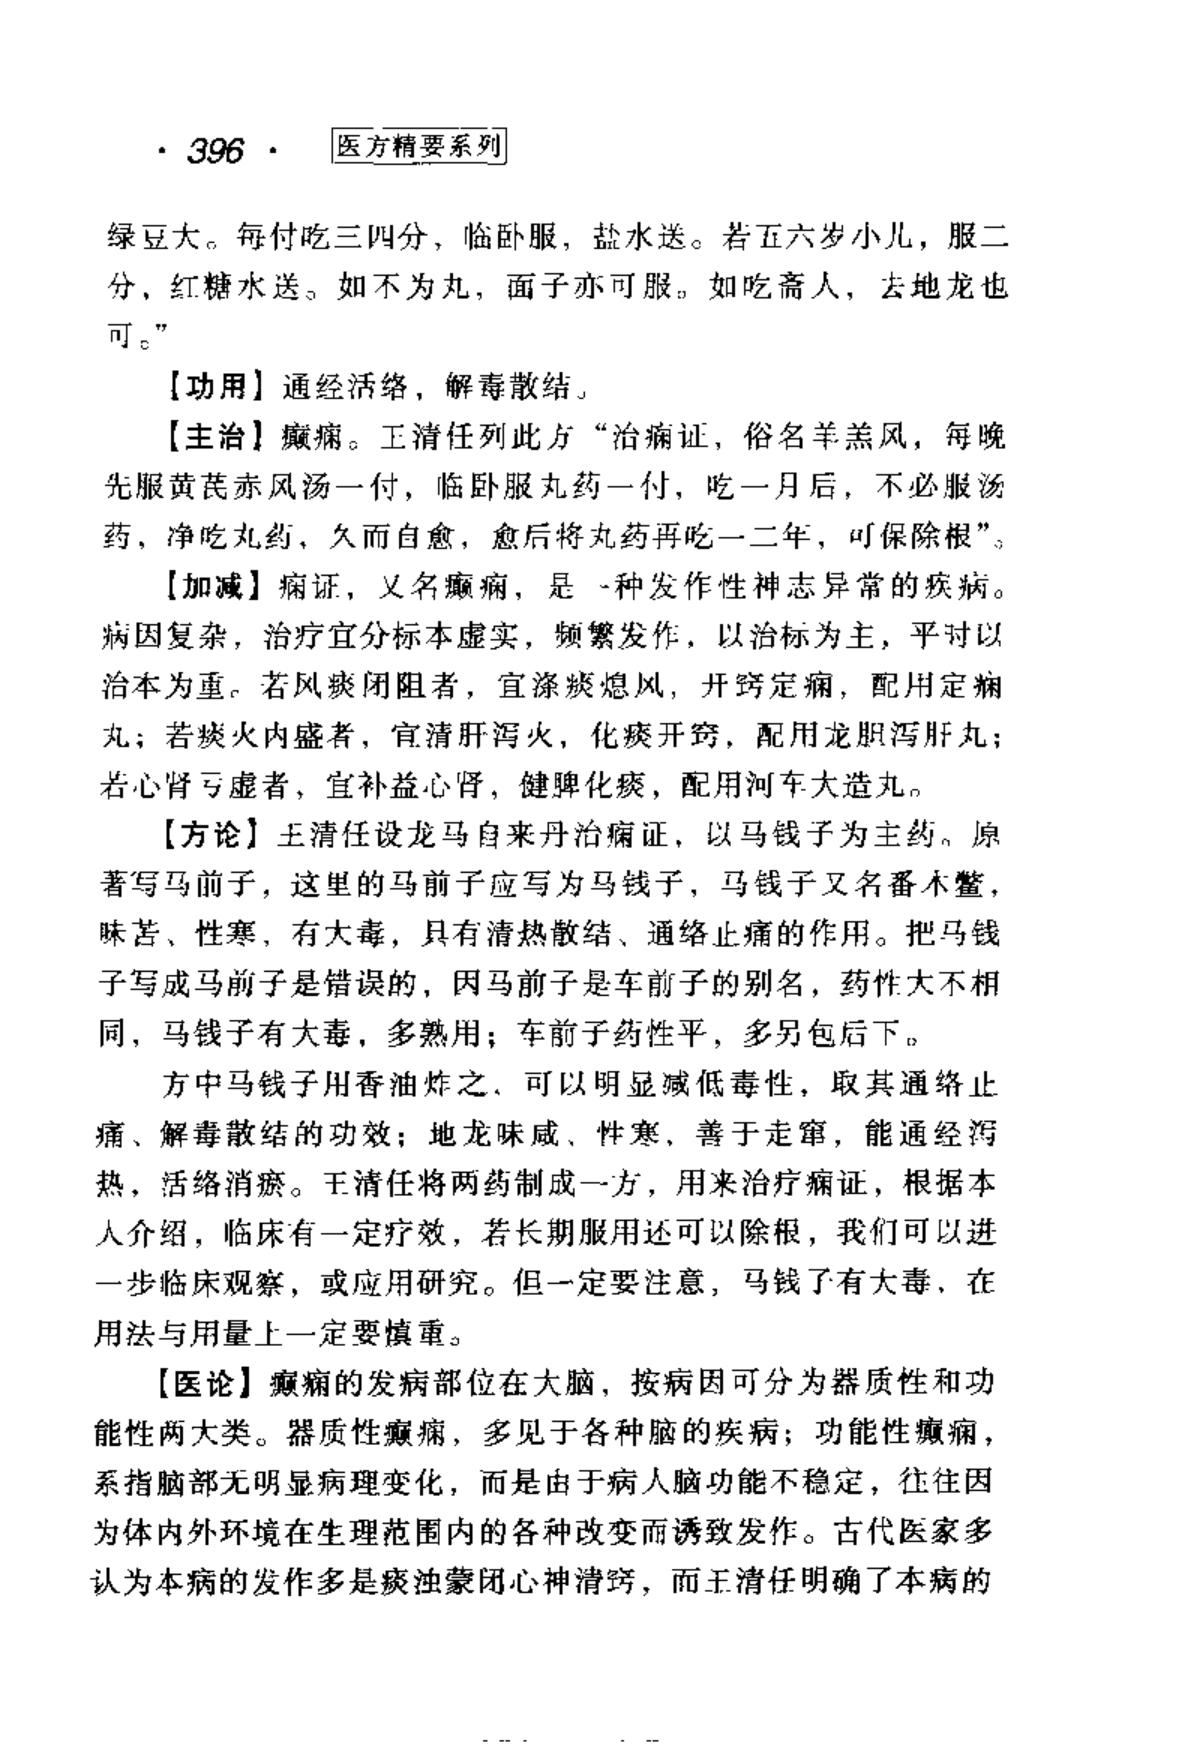 · 396 · 医方精要系列
绿豆大。每付吃三四分，临卧服，盐水送。若五六岁小儿，服二
分，红糖水送。如不为丸，面子亦可服。如吃斋人，去地龙也
可。”
【功用】通经活络，解毒散结。
【主治】癫痫。王清任列此方“治痫证，俗名羊羔风，每晚
先服黄芪赤风汤一付，临卧服丸药一付，吃一月后，不必服汤
药，净吃丸药，久而自愈，愈后将丸药再吃一二年，可保除根”。
【加减】痫证，又名癫痫，是一种发作性神志异常的疾病。
病因复杂，治疗宜分标本虚实，频繁发作，以治标为主，平时以
治本为重。若风痰闭阻者，宜涤痰熄风，开窍定痫，配用定痫
丸；若痰火内盛者，宜清肝泻火，化痰开窍，配用龙胆泻肝丸；
若心肾亏虚者，宜补益心肾，健脾化痰，配用河车大造丸。
【方论】王清任设龙马自来丹治痫证，以马钱子为主药。原
著写马前子，这里的马前子应写为马钱子，马钱子又名番木鳖，
味苦、性寒，有大毒，具有清热散结、通络止痛的作用。把马钱
子写成马前子是错误的，因马前子是车前子的别名，药性大不相
同，马钱子有大毒，多熟用；车前子药性平，多另包后下。
方中马钱子用香油炸之，可以明显减低毒性，取其通络止
痛、解毒散结的功效；地龙味咸、性寒，善于走窜，能通经泻
热，活络消瘀。王清任将两药制成一方，用来治疗痫证，根据本
人介绍，临床有一定疗效，若长期服用还可以除根，我们可以进
一步临床观察，或应用研究。但一定要注意，马钱子有大毒，在
用法与用量上一定要慎重。
【医论】癫痫的发病部位在大脑，按病因可分为器质性和功
能性两大类。器质性癫痫，多见于各种脑的疾病；功能性癫痫，
系指脑部无明显病理变化，而是由于病人脑功能不稳定，往往因
为体内外环境在生理范围内的各种改变而诱致发作。古代医家多
认为本病的发作多是痰浊蒙闭心神清窍，而王清任明确了本病的